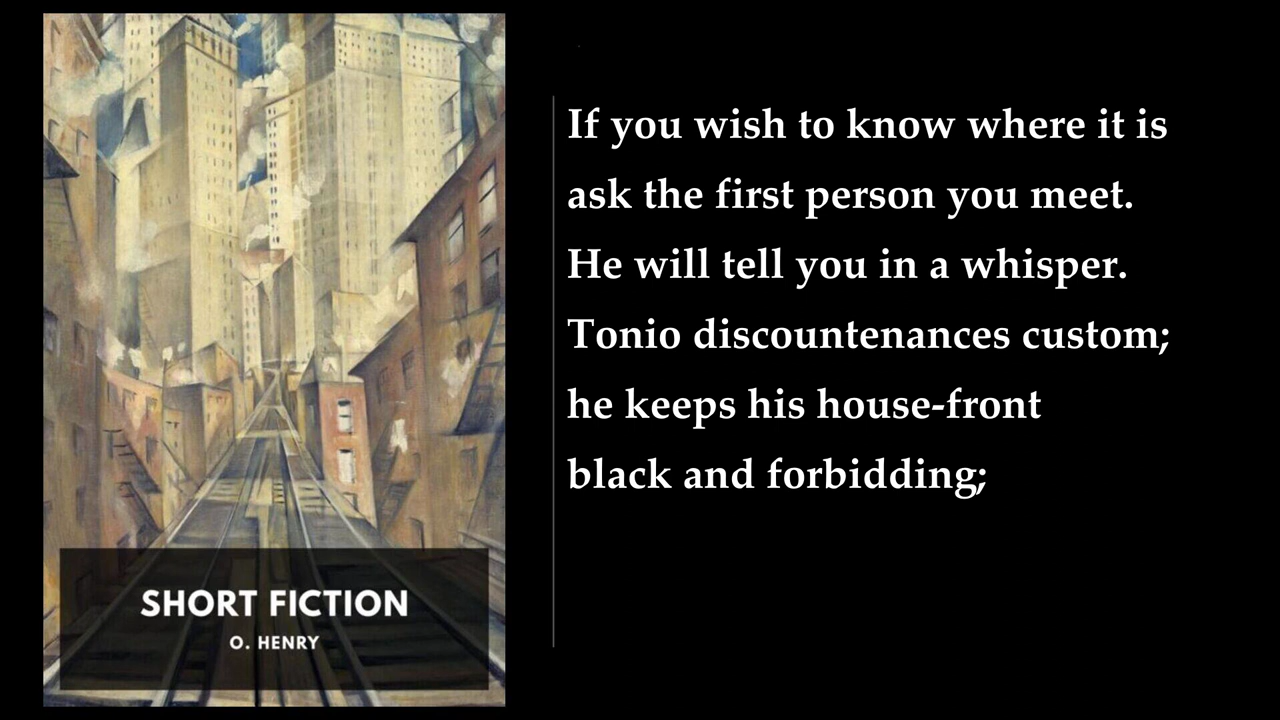 If you wish to know where it is
ask the first person you meet.
He will tell you in a whisper.
Tonio discountenances custom;
he keeps his house-front
black and forbidding;
SHORT FICTION
O. HENRY